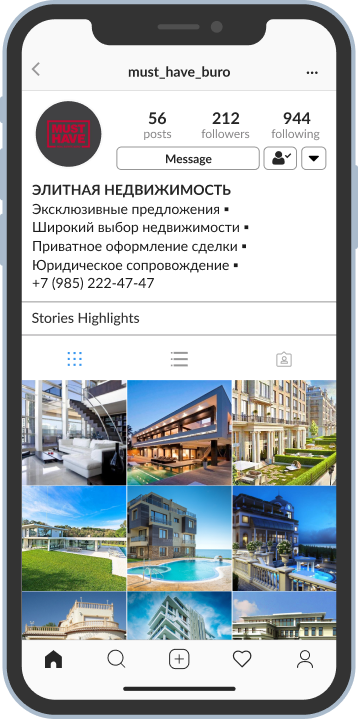 must_have_buro
MUST
HAVE
56 212 944
posts followers following
Message
ЭЛИТНАЯ НЕДВИЖИМОСТЬ
Эксклюзивные предложения ▪
Широкий выбор недвижимости ▪
Приватное оформление сделки ▪
Юридическое сопровождение ▪
+7 (985) 222-47-47
Stories Highlights